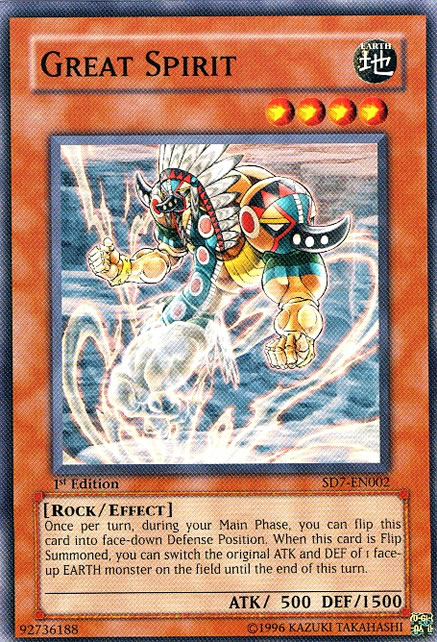 GREAT SPIRIT
EARTH
地
1st Edition
SD7-EN002
[ROCK/EFFECT]
Once per turn, during your Main Phase, you can flip
this card into face-down Defense Position. When this card is Flip
Summoned, you can switch the original ATK and DEF of 1 face-
up EARTH monster on the field until the end of this turn.
ATK/ 500 DEF/1500
92736188
©1996 KAZUKI TAKAHASHI